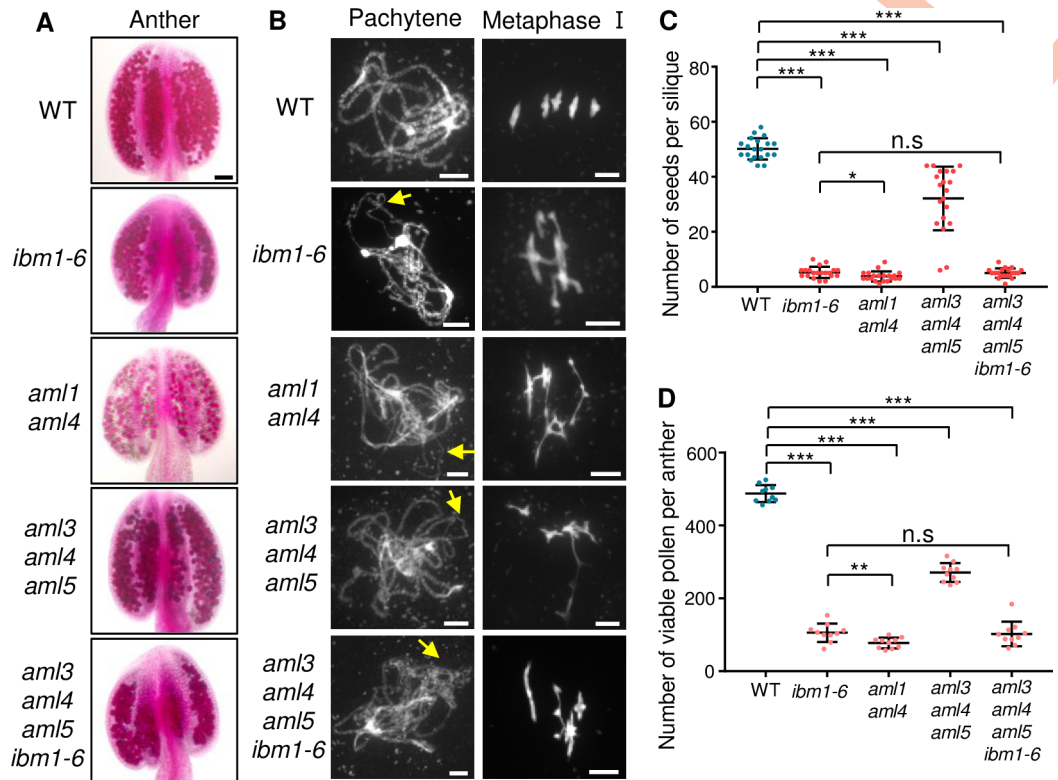 A
Anther
WT
ibm1-6
aml1
aml4
aml3
aml4
aml5
aml3
aml4
aml5
ibm1-6
B
Pachytene
Metaphase I
WT
ibm1-6
aml1
aml4
aml3
aml4
aml5
aml3
aml4
aml5
ibm1-6
C
***
***
***
***
n.s
*
Number of seeds per silique
80
60
40
20
0
WT
ibm1-6
aml1
aml4
aml3
aml4
aml5
aml3
aml4
aml5
ibm1-6
D
***
***
***
***
n.s
**
Number of viable pollen per anther
600
400
200
0
WT
ibm1-6
aml1
aml4
aml3
aml4
aml5
aml3
aml4
aml5
ibm1-6